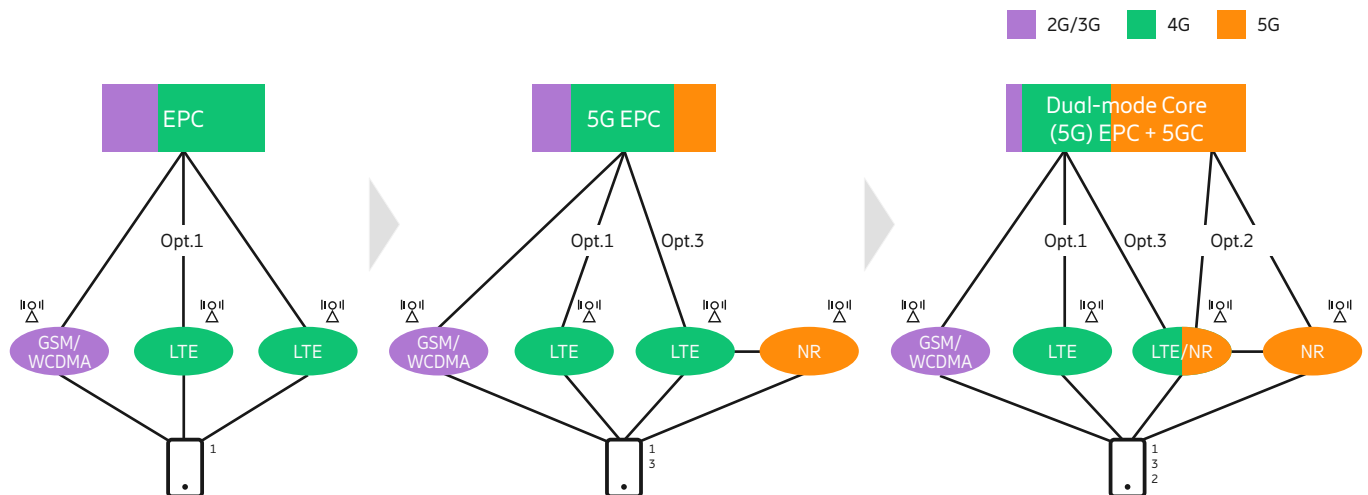 2G/3G
4G
5G
EPC
5G EPC
Dual-mode Core
(5G) EPC + 5GC
Opt.1
Opt.1
Opt.3
Opt.1
Opt.3
Opt.2
GSM/
WCDMA
LTE
LTE
GSM/
WCDMA
LTE
LTE
NR
GSM/
WCDMA
LTE
LTE/NR
NR
1
1
3
1
3
2